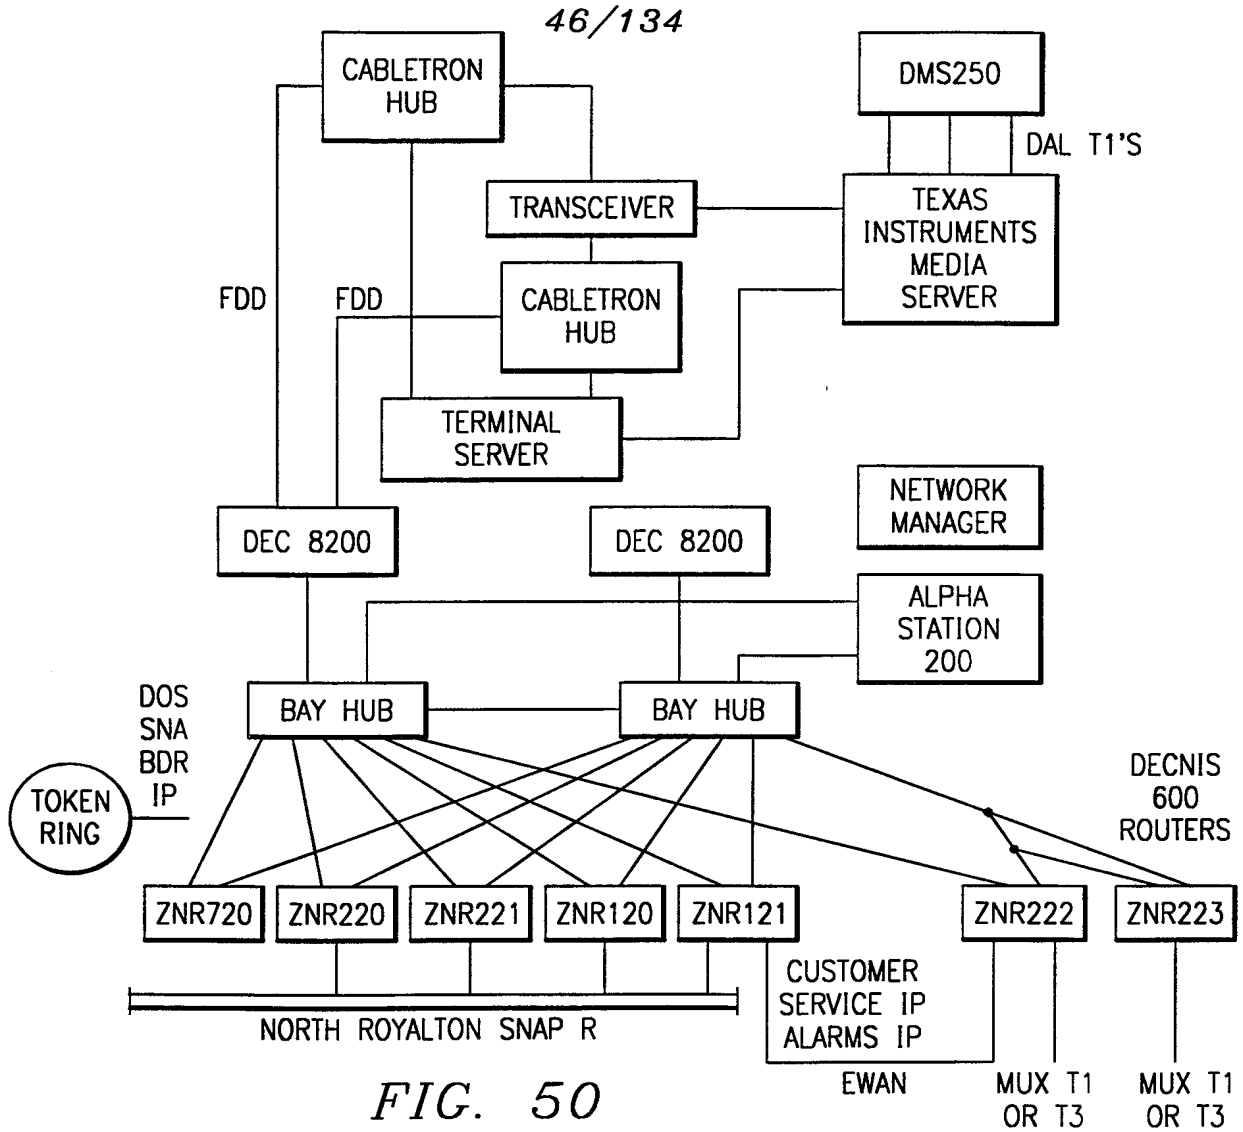 46/134
CABLETRON
HUB
DMS250
DAL T1'S
TRANSCEIVER
TEXAS
INSTRUMENTS
MEDIA
SERVER
FDD
FDD
CABLETRON
HUB
TERMINAL
SERVER
NETWORK
MANAGER
DEC 8200
DEC 8200
ALPHA
STATION
200
BAY HUB
BAY HUB
DOS
SNA
BDR
IP
TOKEN
RING
DECNIS
600
ROUTERS
ZNR720
ZNR220
ZNR221
ZNR120
ZNR121
ZNR222
ZNR223
CUSTOMER
SERVICE IP
ALARMS IP
NORTH ROYALTON SNAP R
EWAN
MUX T1
OR T3
MUX T1
OR T3
FIG. 50